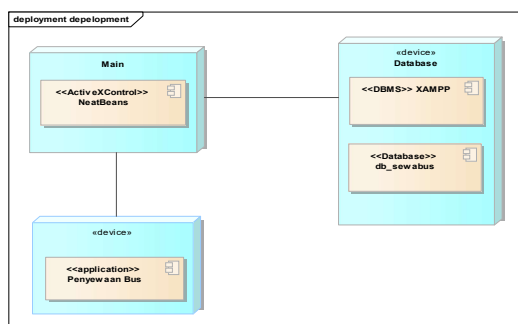 deployment depelopment
Main
<<ActiveXControl>>
NeatBeans
«device»
Database
<<DBMS>> XAMPP
<<Database>>
db_sewabus
«device»
<<application>>
Penyewaan Bus